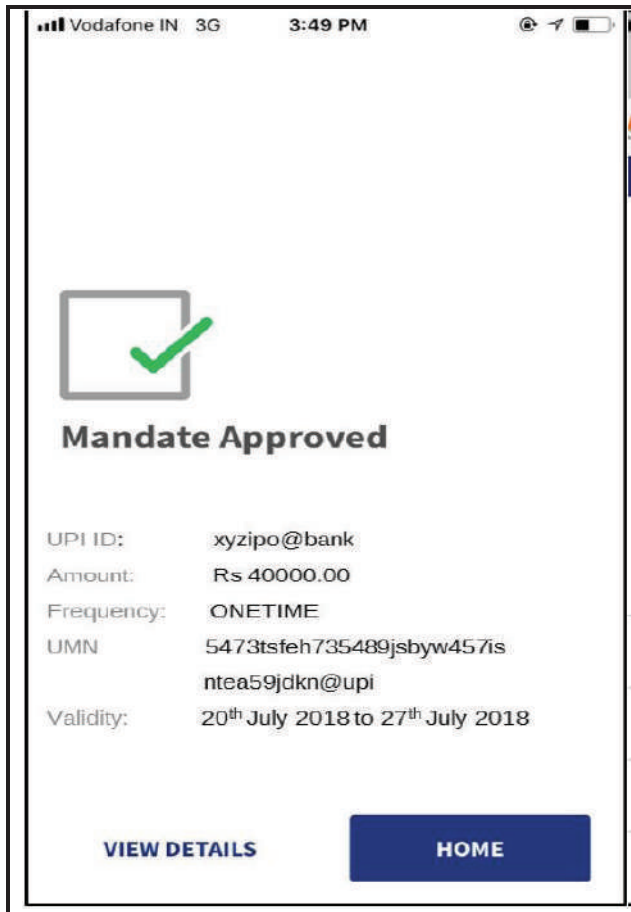 Vodafone IN 3G 3:49 PM
Mandate Approved
UPI ID: xyzipo@bank
Amount: Rs 40000.00
Frequency: ONETIME
UMN 5473tsfeh735489jsbyw457is
ntea59jdkn@upi
Validity: 20th July 2018 to 27th July 2018
VIEW DETAILS HOME